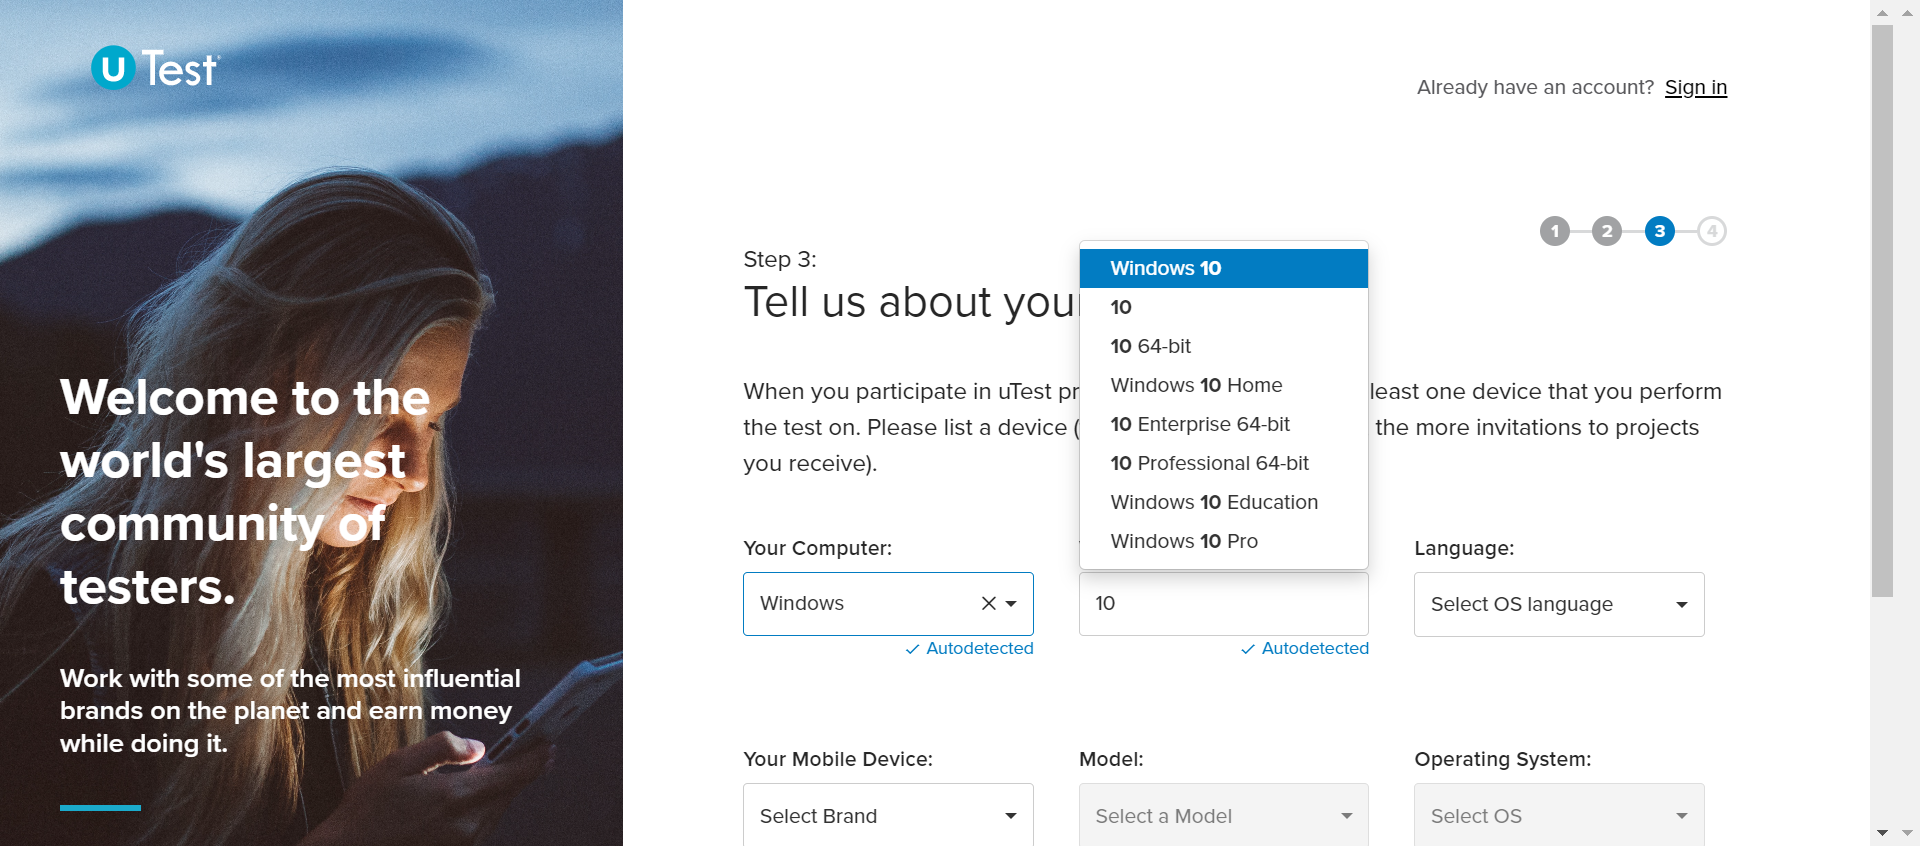 uTest
Welcome to the
world's largest
community of
testers.
Work with some of the most influential
brands on the planet and earn money
while doing it.
Already have an account? Sign in
1 2 3 4
Step 3:
Tell us about your
When you participate in uTest pr least one device that you perform
the test on. Please list a device ( the more invitations to projects
you receive).
Windows 10
10
10 64-bit
Windows 10 Home
10 Enterprise 64-bit
10 Professional 64-bit
Windows 10 Education
Windows 10 Pro
Your Computer:
Language:
Windows
10
Select OS language
Autodetected
Autodetected
Your Mobile Device:
Model:
Operating System:
Select Brand
Select a Model
Select OS